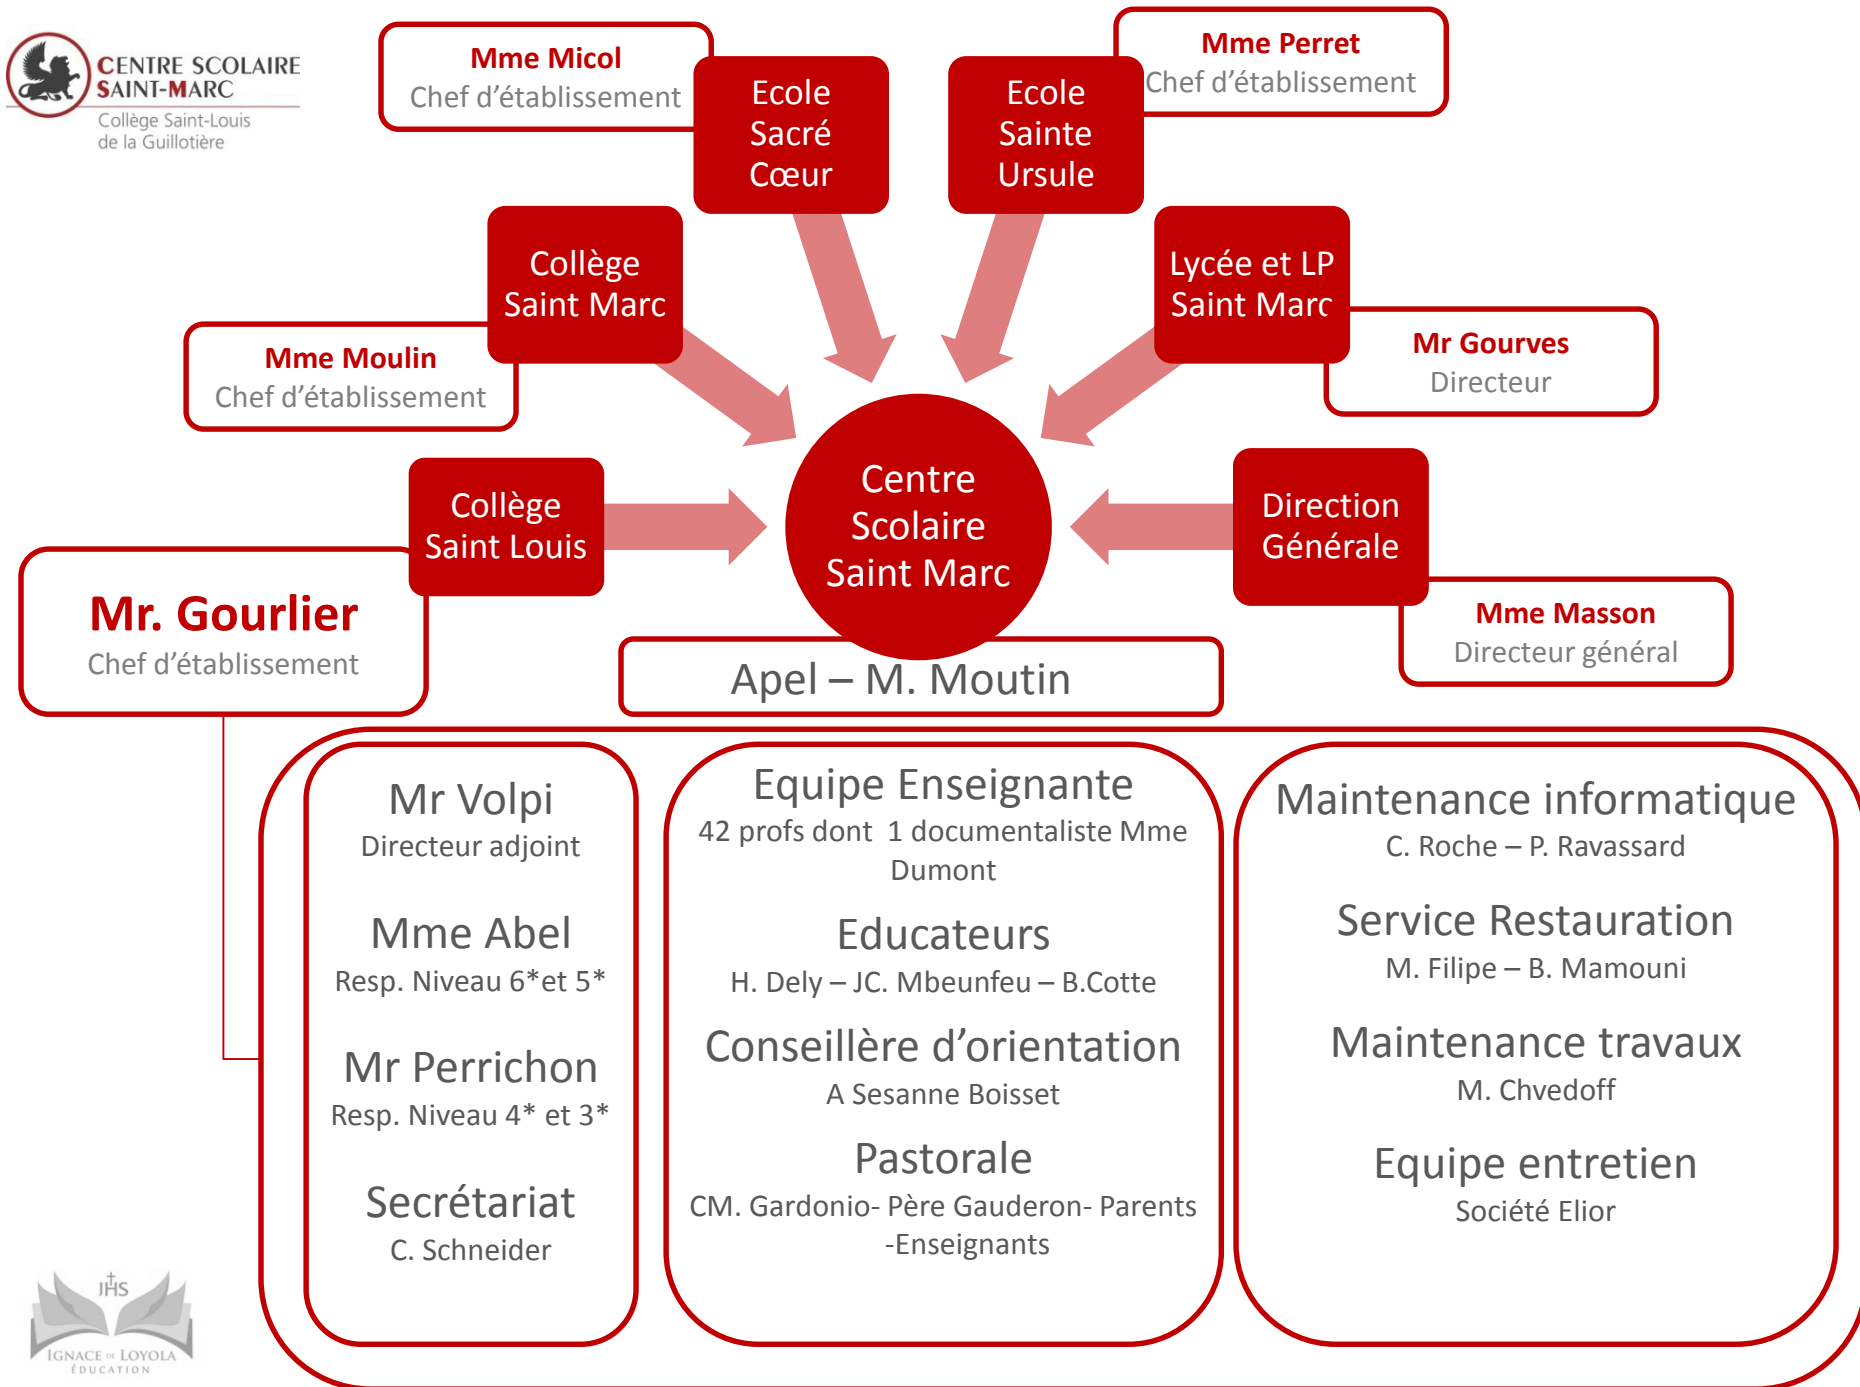 CENTRE SCOLAIRE
SAINT-MARC
Collège Saint-Louis
de la Guillotière
Mme Micol
Chef d'établissement
Ecole
Sacré
Cœur
Ecole
Sainte
Ursule
Mme Perret
Chef d'établissement
Collège
Saint Marc
Mme Moulin
Chef d'établissement
Lycée et LP
Saint Marc
Mr Gourves
Directeur
Collège
Saint Louis
Mr. Gourlier
Chef d'établissement
Centre
Scolaire
Saint Marc
Direction
Générale
Mme Masson
Directeur général
Apel – M. Moutin
Mr Volpi
Directeur adjoint
Mme Abel
Resp. Niveau 6*et 5*
Mr Perrichon
Resp. Niveau 4* et 3*
Secrétariat
C. Schneider
Equipe Enseignante
42 profs dont  1 documentaliste Mme
Dumont
Educateurs
H. Dely – JC. Mbeunfeu – B.Cotte
Conseillère d'orientation
A Sesanne Boisset
Pastorale
CM. Gardonio- Père Gauderon- Parents
-Enseignants
Maintenance informatique
C. Roche – P. Ravassard
Service Restauration
M. Filipe – B. Mamouni
Maintenance travaux
M. Chvedoff
Equipe entretien
Société Elior
JHS
IGNACE DE LOYOLA
ÉDUCATION